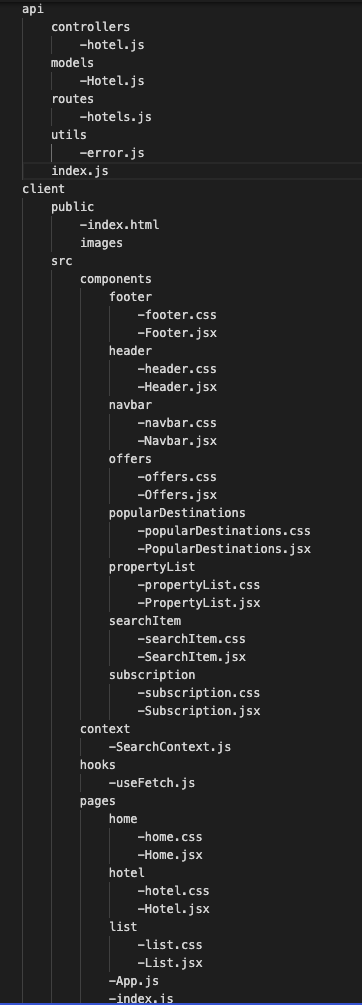 api
controllers
-hotel.js
models
-Hotel.js
routes
-hotels.js
utils
-error.js
index.js
client
public
-index.html
images
src
components
footer
-footer.css
-Footer.jsx
header
-header.css
-Header.jsx
navbar
-navbar.css
-Navbar.jsx
offers
-offers.css
-Offers.jsx
popularDestinations
-popularDestinations.css
-PopularDestinations.jsx
propertyList
-propertyList.css
-PropertyList.jsx
searchItem
-searchItem.css
-SearchItem.jsx
subscription
-subscription.css
-Subscription.jsx
context
-SearchContext.js
hooks
-useFetch.js
pages
home
-home.css
-Home.jsx
hotel
-hotel.css
-Hotel.jsx
list
-list.css
-List.jsx
-App.js
-index.js